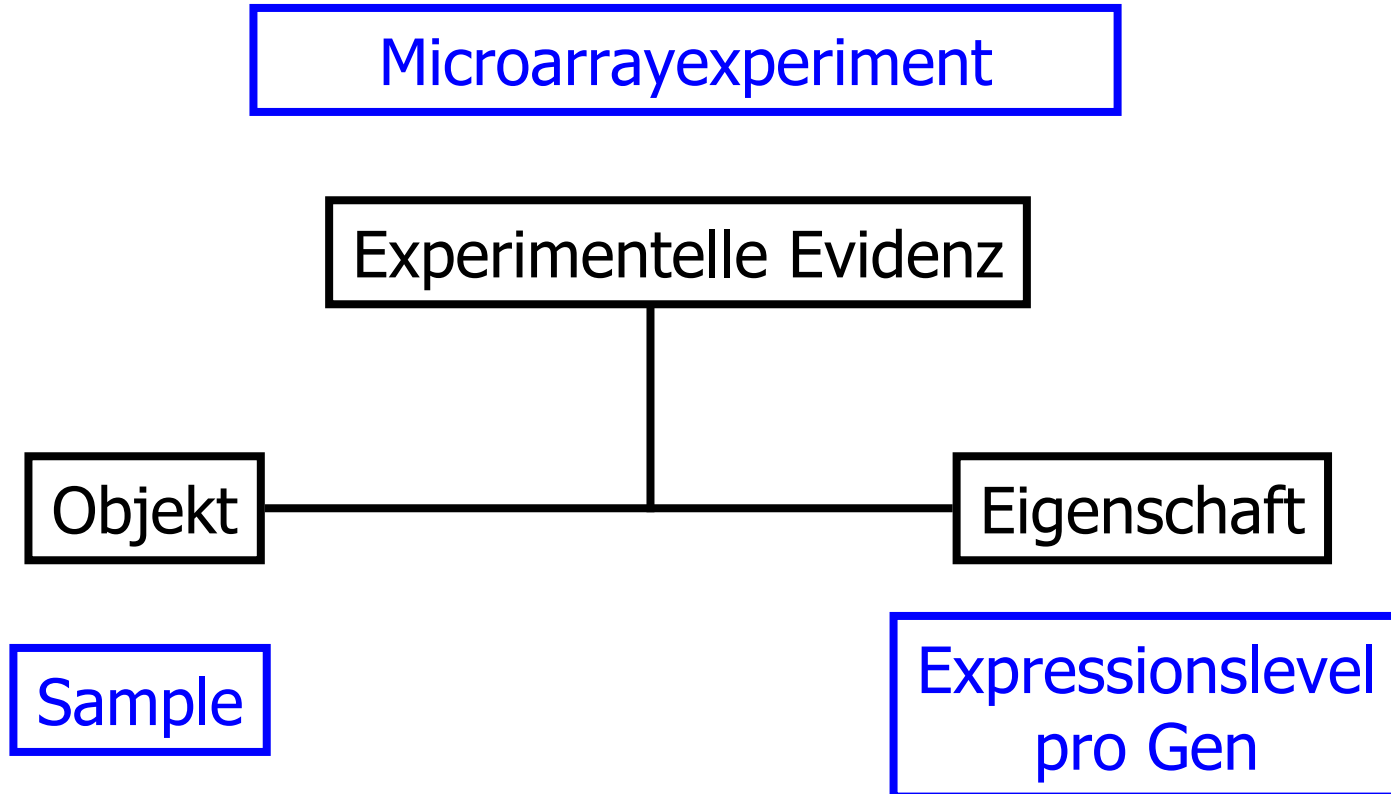 Microarrayexperiment
Experimentelle Evidenz
Objekt
Eigenschaft
Sample
Expressionslevel
pro Gen